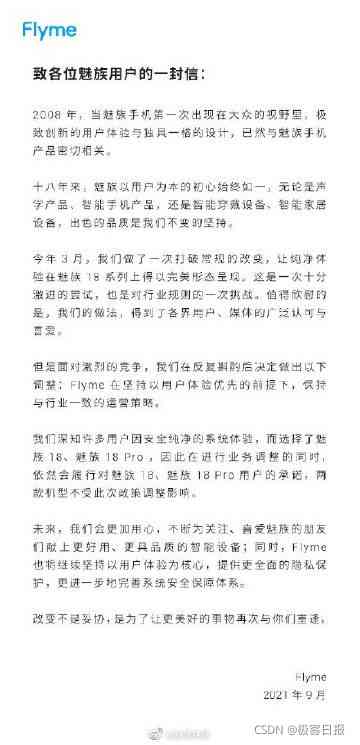 Flyme
致各位魅族用户的一封信：
2008 年，当魅族手机第一次出现在大众的视野里，极
致创新的用户体验与独具一格的设计，已然与魅族手机
产品密切相关。
十八年来，魅族以用户为本的初心始终如一，无论是声
学产品、智能手机产品，还是智能穿戴设备、智能家居
设备，出色的品质是我们不变的坚持。
今年 3 月，我们做了一次打破常规的改变，让纯净体
验在魅族 18 系列上得以完美形态呈现。这是一次十分
激进的尝试，也是对行业规则的一次挑战。值得欣慰的
是，我们的做法，得到了各界用户、媒体的广泛认可与
喜爱。
但是面对激烈的竞争，我们在反复斟酌后决定做出以下
调整：Flyme 在坚持以用户体验优先的前提下，保持
与行业一致的运营策略。
我们深知许多用户因安全纯净的系统体验，而选择了魅
族 18、魅族 18 Pro，因此在进行业务调整的同时，
依然会履行对魅族 18、魅族 18 Pro 用户的承诺，两
款机型不受此次政策调整影响。
未来，我们会更加用心，不断为关注、喜爱魅族的朋友
们献上更好用、更具品质的智能设备；同时，Flyme
也将继续坚持以用户体验为核心，提供更全面的隐私保
护，更进一步地完善系统安全保障体系。
改变不是妥协，是为了让更美好的事物再次与你们重逢。
Flyme
2021 年 9 月
CSDN @极客日报